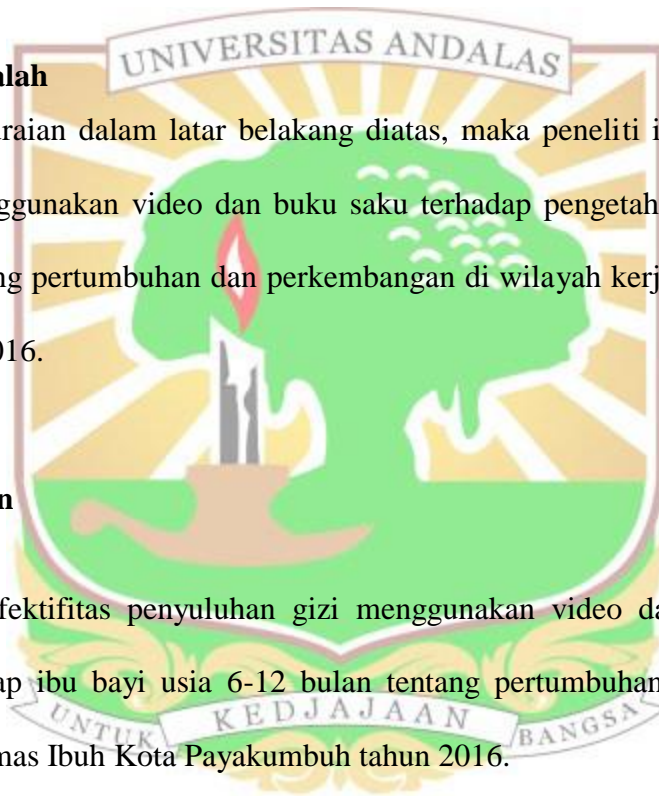 UNIVERSITAS ANDALAS
alah
raian dalam latar belakang diatas, maka peneliti i
ggunakan video dan buku saku terhadap pengetah
ng pertumbuhan dan perkembangan di wilayah kerj
016.
n
fektifitas penyuluhan gizi menggunakan video da
ap ibu bayi usia 6-12 bulan tentang pertumbuhan
UNTUK KEDJAJAAN BANGSA
mas Ibuh Kota Payakumbuh tahun 2016.